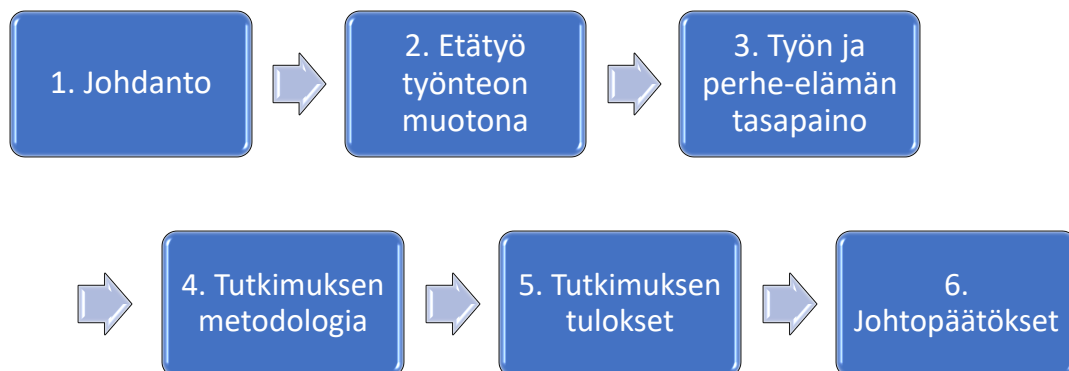 1. Johdanto
2. Etätyö
työnteon
muotona
3. Työn ja
perhe-elämän
tasapaino
4. Tutkimuksen
metodologia
5. Tutkimuksen
tulokset
6.
Johtopäätökset